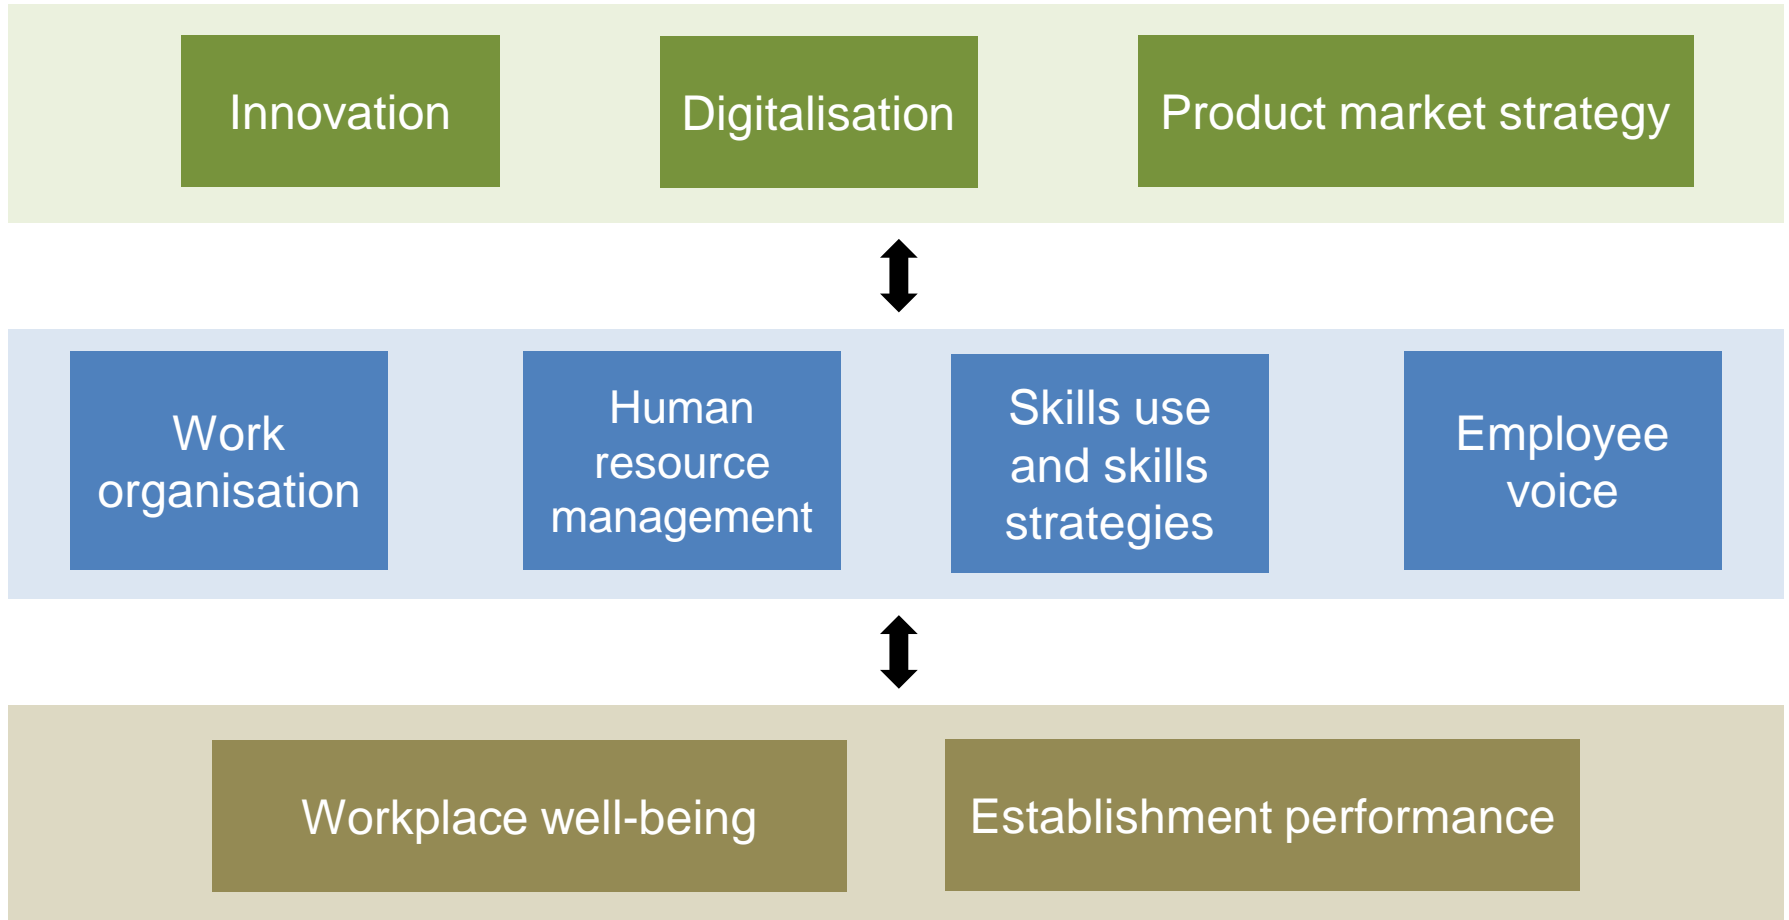 Innovation
Digitalisation
Product market strategy
Work
organisation
Human
resource
management
Skills use
and skills
strategies
Employee
voice
Workplace well-being
Establishment performance